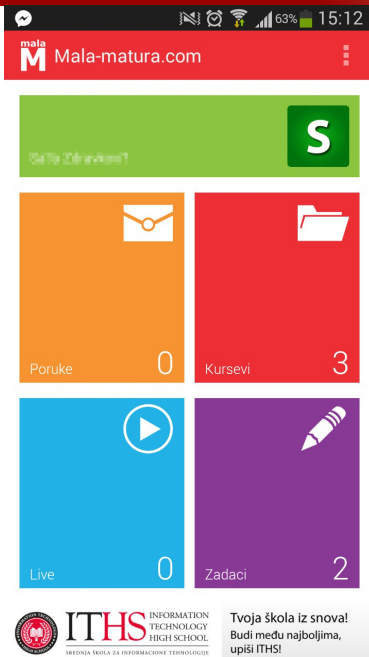 63% 15:12
mala
M Mala-matura.com
S
Poruke 0
Kursevi 3
Live 0
Zadaci 2
ITHS INFORMATION
TECHNOLOGY
HIGH SCHOOL
SREDNJA ŠKOLA ZA INFORMACIONE TEHNOLOGIJE
Tvoja škola iz snova!
Budi među najboljima,
upiši ITHS!